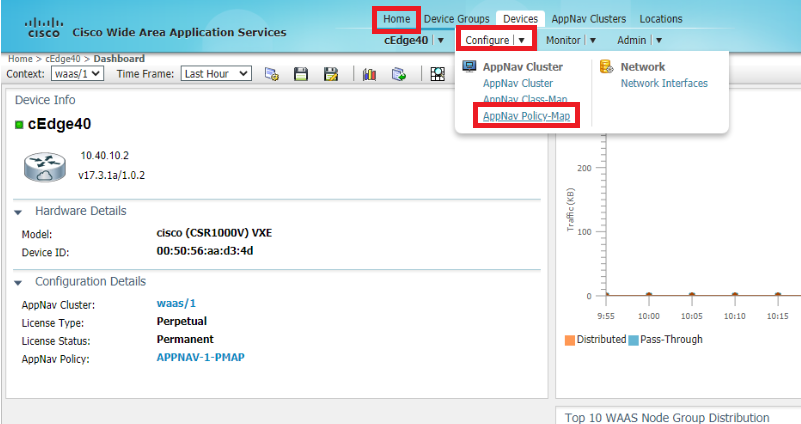 Home Device Groups Devices AppNav Clusters Locations
CISCO Cisco Wide Area Application Services
cEdge40 Configure Monitor Admin
Home > cEdge40 > Dashboard
Context: waas/1 Time Frame: Last Hour
AppNav Cluster
AppNav Cluster
AppNav Class-Map
AppNav Policy-Map
Network
Network Interfaces
Device Info
cEdge40
10.40.10.2
v17.3.1a/1.0.2
Hardware Details
Model: cisco (CSR1000V) VXE
Device ID: 00:50:56:aa:d3:4d
Configuration Details
AppNav Cluster: waas/1
License Type: Perpetual
License Status: Permanent
AppNav Policy: APPNAV-1-PMAP
Traffic (KB)
200
100
0
9:55 10:00 10:05 10:10 10:15
Distributed Pass-Through
Top 10 WAAS Node Group Distribution